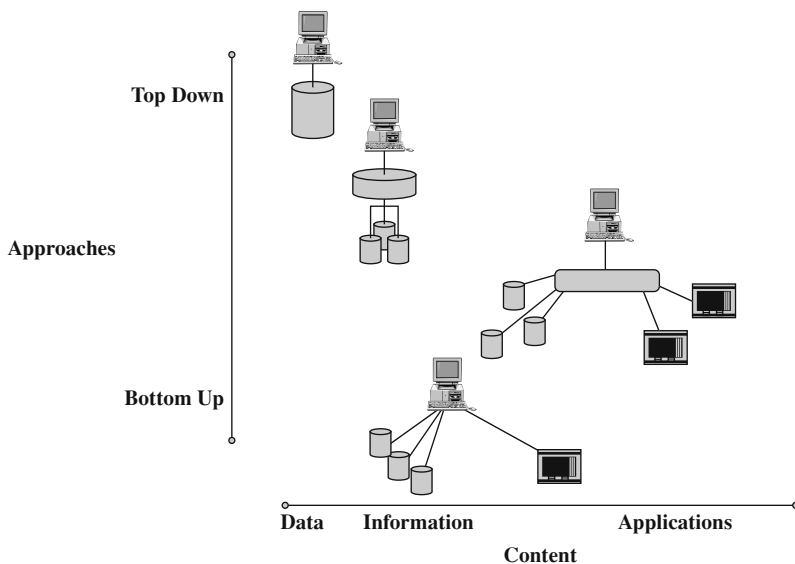 Top Down
Approaches
Bottom Up
Data
Information
Applications
Content